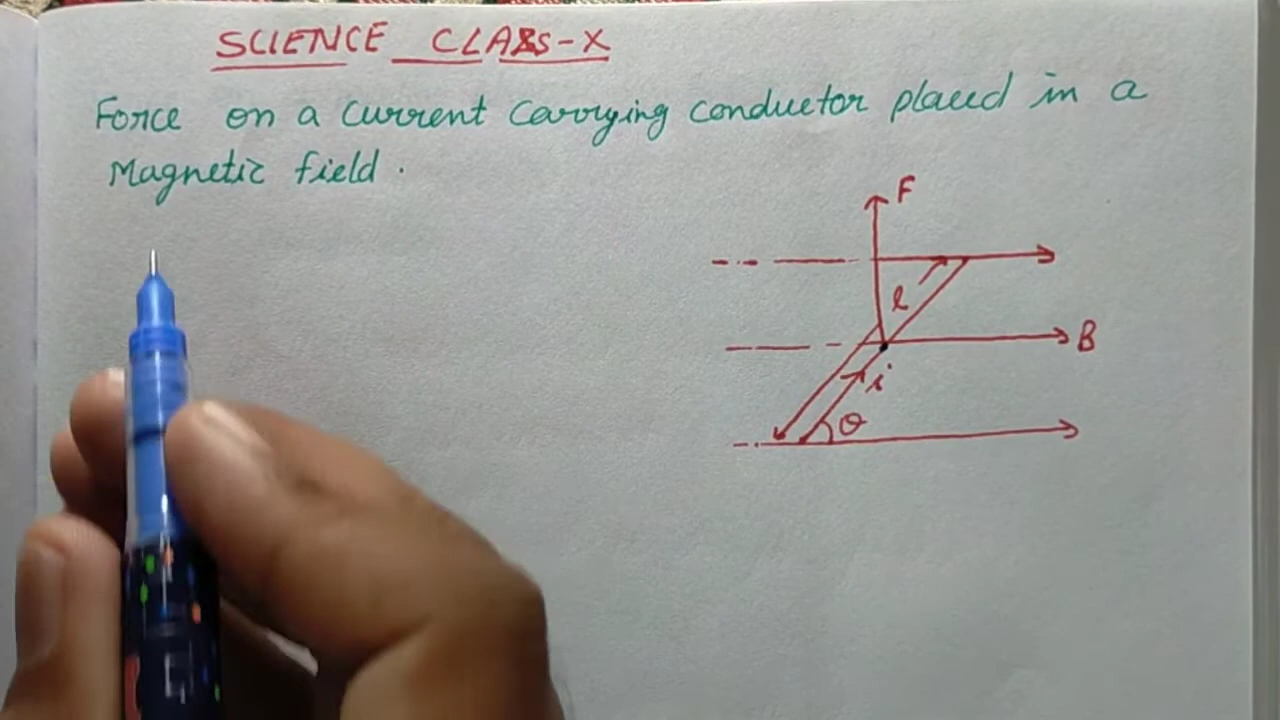 SCIENCE CLASS-X
Force on a current carrying conductor placed in a
Magnetic field.
F
l
B
i
θ